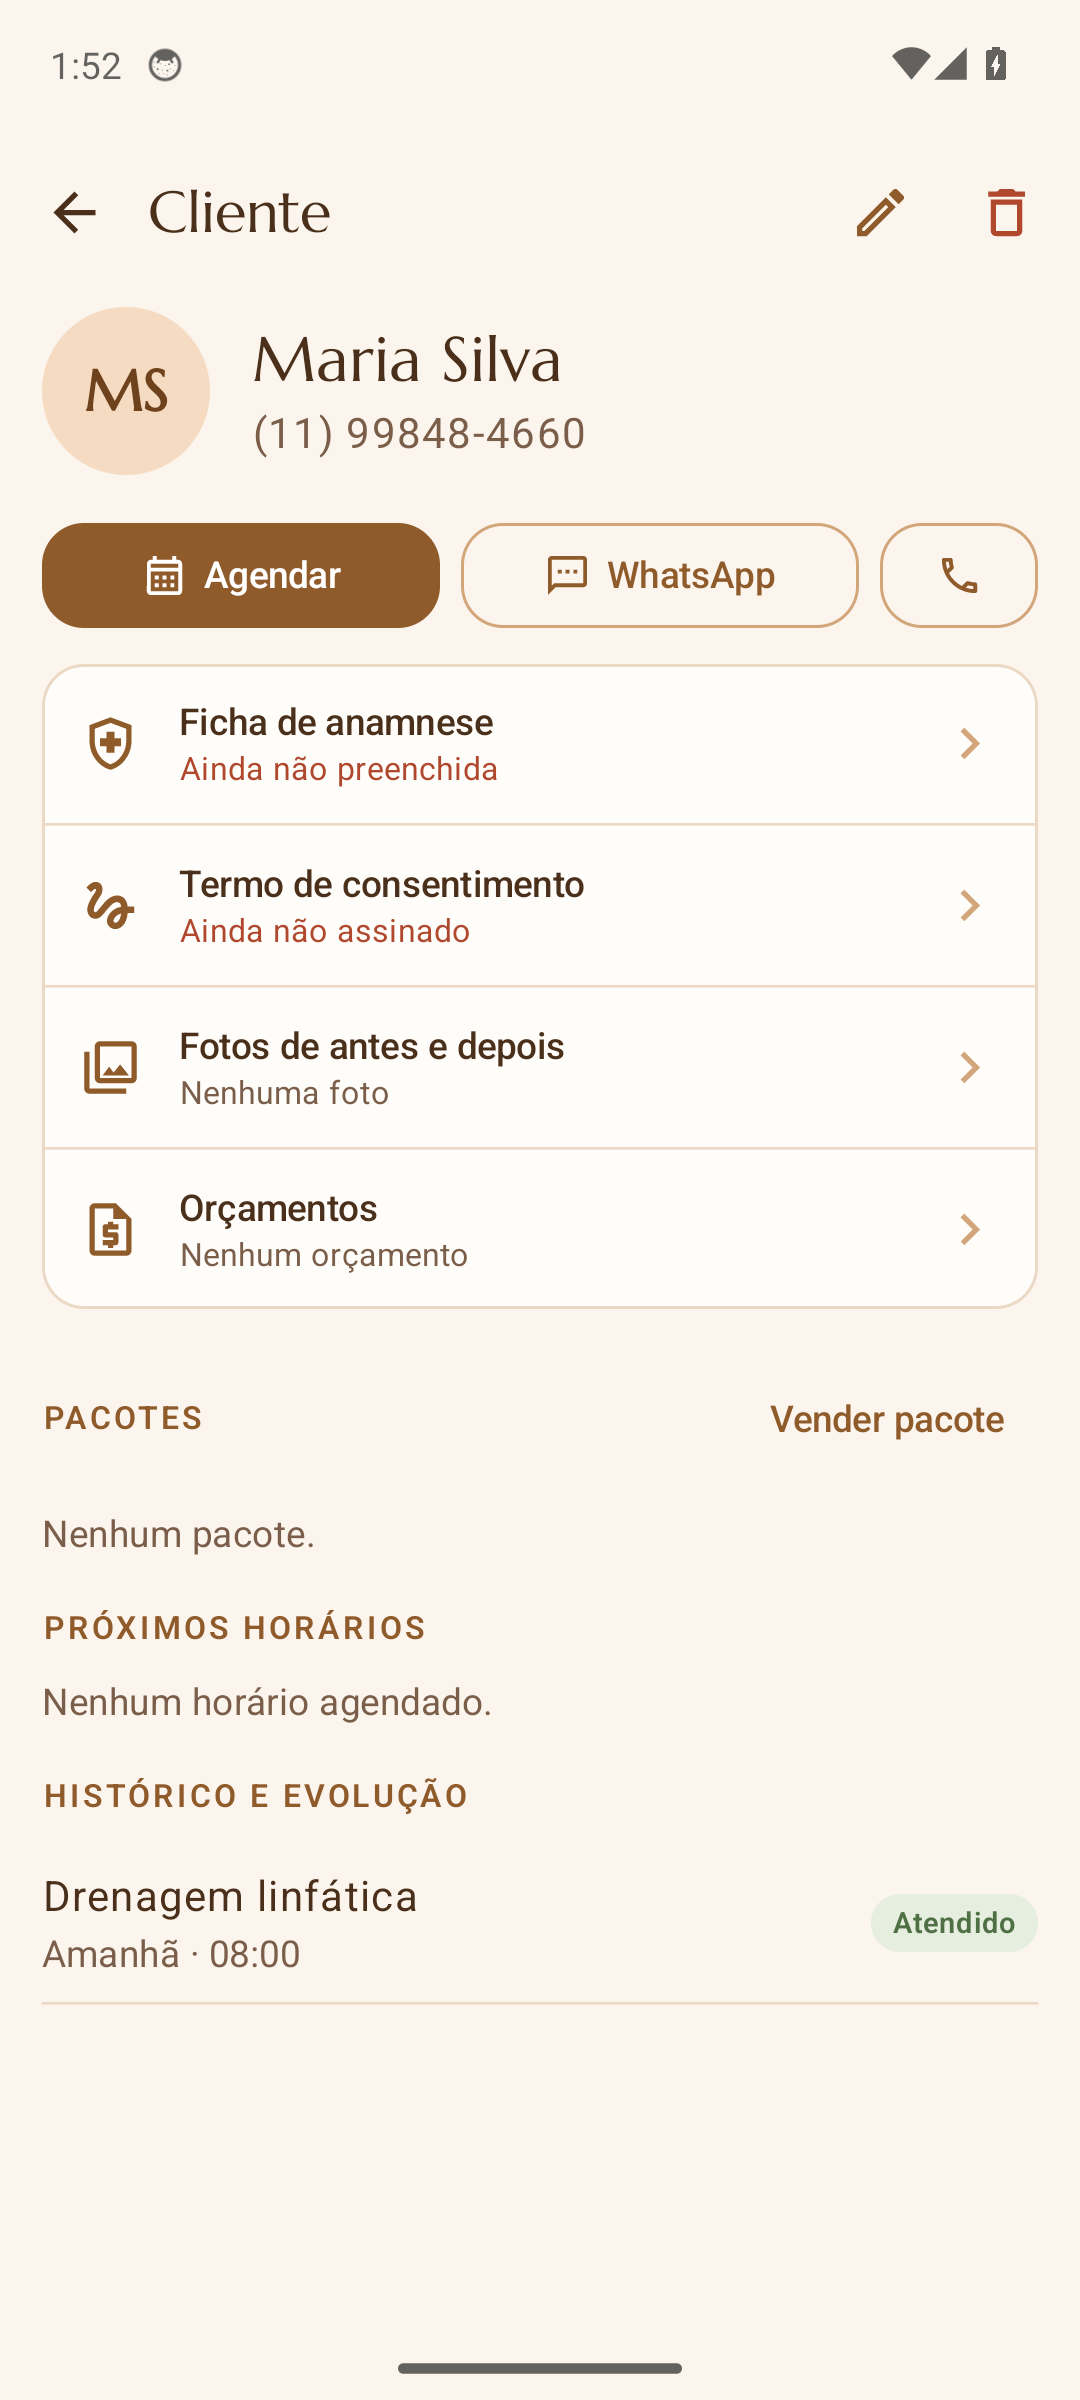 1:52
Cliente
MS
Maria Silva
(11) 99848-4660
Agendar
WhatsApp
Ficha de anamnese
Ainda não preenchida
Termo de consentimento
Ainda não assinado
Fotos de antes e depois
Nenhuma foto
Orçamentos
Nenhum orçamento
PACOTES
Vender pacote
Nenhum pacote.
PRÓXIMOS HORÁRIOS
Nenhum horário agendado.
HISTÓRICO E EVOLUÇÃO
Drenagem linfática
Atendido
Amanhã · 08:00